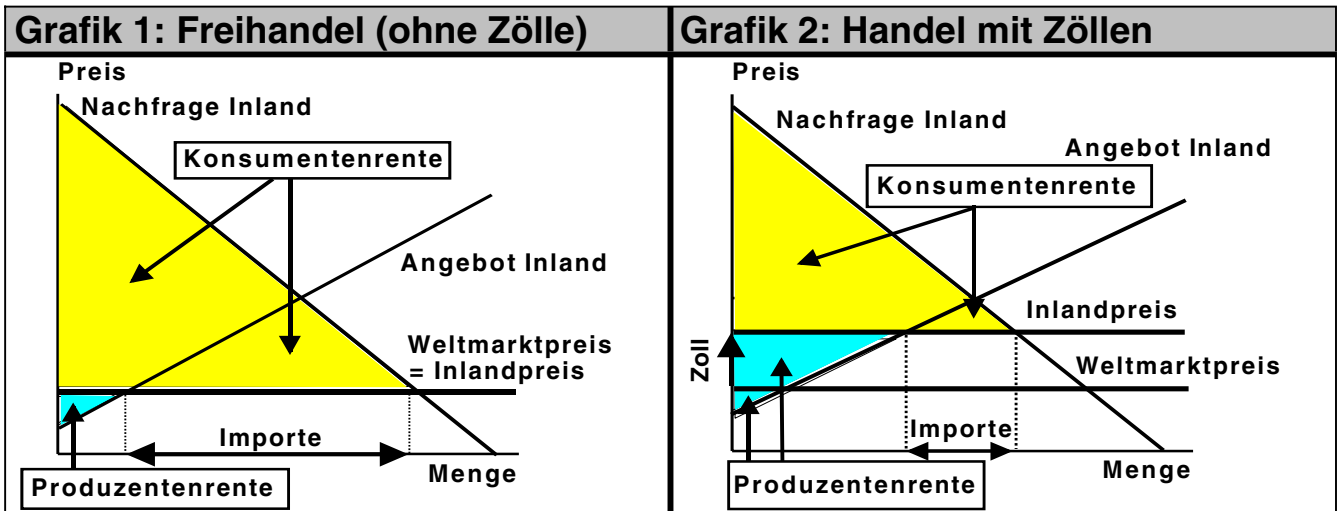 Grafik 1: Freihandel (ohne Zölle)
Preis
Nachfrage Inland
Konsumentenrente
Angebot Inland
Weltmarktpreis
= Inlandpreis
Importe
Menge
Produzentenrente
Grafik 2: Handel mit Zöllen
Preis
Nachfrage Inland
Angebot Inland
Konsumentenrente
Inlandpreis
Zoll
Weltmarktpreis
Importe
Menge
Produzentenrente